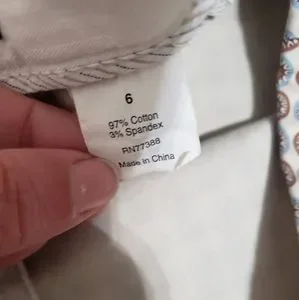 6
97% Cotton
3% Spandex
RN77388
Made in China